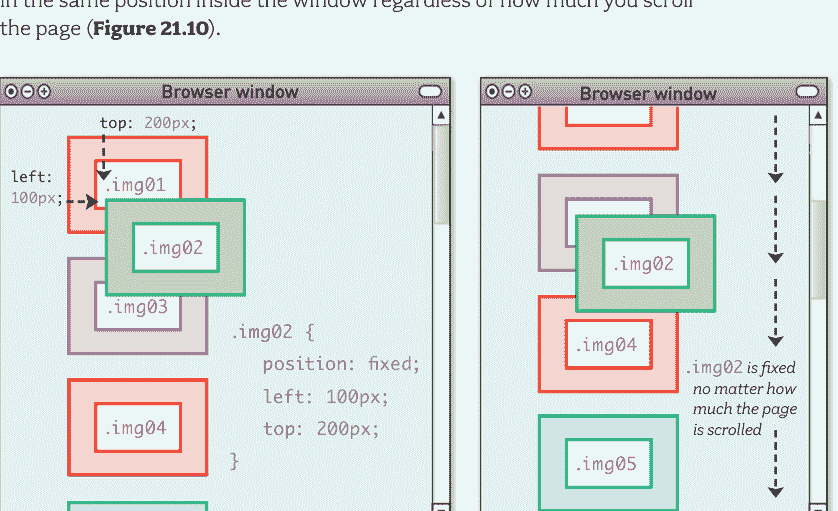 in the same position inside the window regardless of how much you scroll
the page (Figure 21.10).
Browser window
top: 200px;
left:
100px;
.img01
.img02
.img03
.img02 {
position: fixed;
left: 100px;
top: 200px;
}
.img04
Browser window
.img02
.img04
.img02 is fixed
no matter how
much the page
is scrolled
.img05